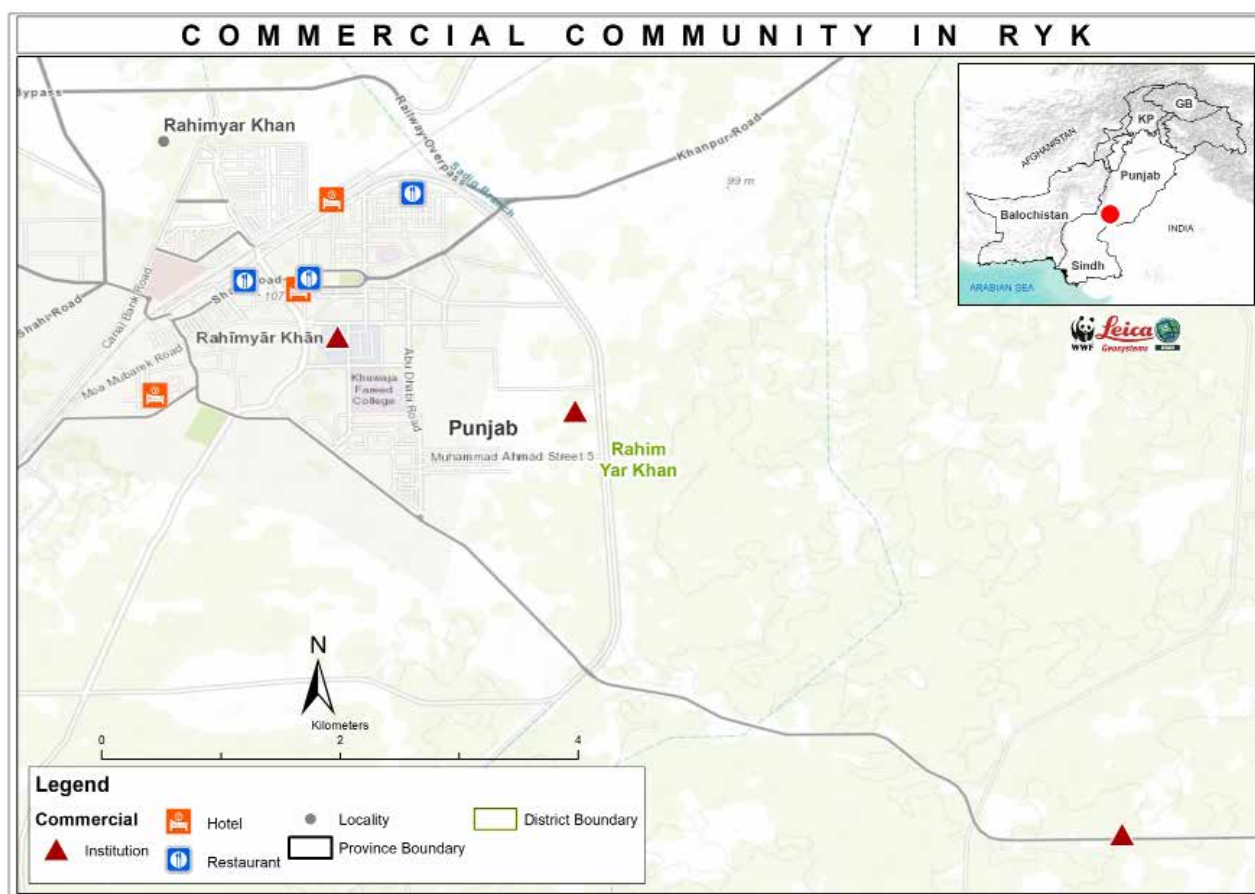 COMMERCIAL COMMUNITY IN RYK
Bypass
Rahimyar Khan
Railway Overpass
Sadiq Branch
Khanpur Road
99 m
Canal Bank Road
Shahi Road
107
Rahīmyār Khān
Moa Mubarek Road
Abu Dhabi Road
Khuwaja
Fareed
College
Punjab
Muhammad Ahmad Street 5
Rahim
Yar Khan
GB
KP
AFGHANISTAN
Punjab
Balochistan
INDIA
Sindh
ARABIAN SEA
WWF
Leica
Geosystems
N
Kilometers
0 2 4
Legend
Commercial
Institution
Hotel
Restaurant
Locality
Province Boundary
District Boundary